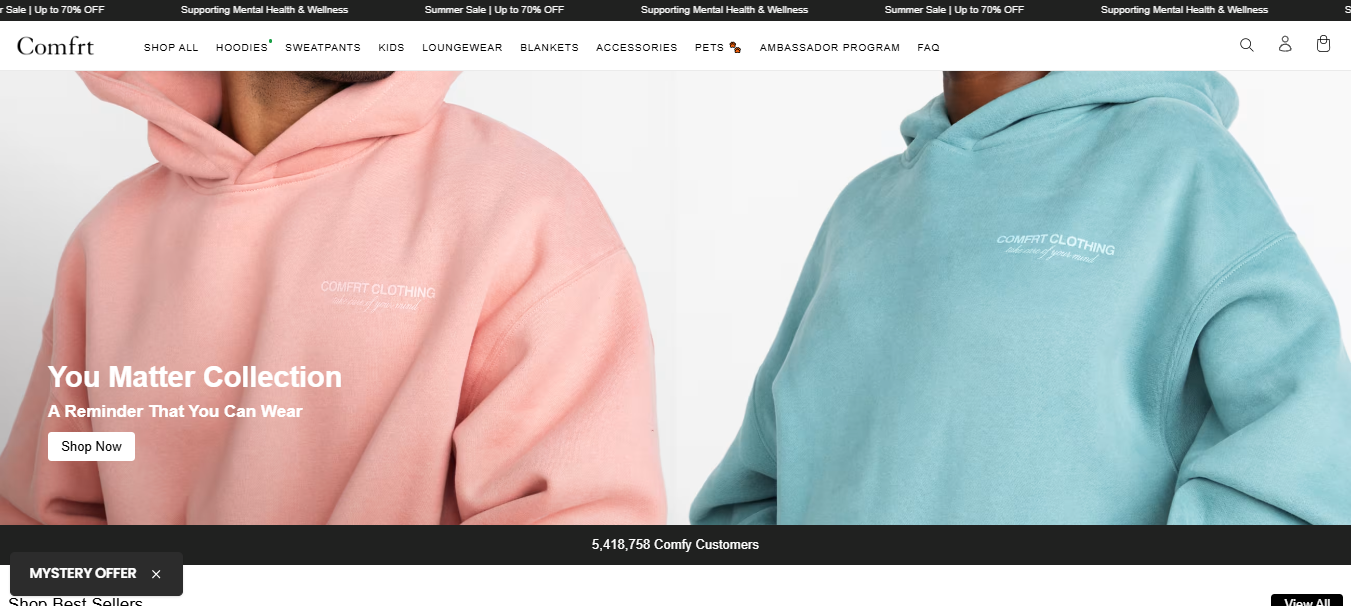 r Sale | Up to 70% OFF Supporting Mental Health & Wellness Summer Sale | Up to 70% OFF Supporting Mental Health & Wellness Summer Sale | Up to 70% OFF Supporting Mental Health & Wellness S
Comfrt SHOP ALL HOODIES SWEATPANTS KIDS LOUNGEWEAR BLANKETS ACCESSORIES PETS AMBASSADOR PROGRAM FAQ
COMFRT CLOTHING
take care of your mind
COMFRT CLOTHING
take care of your mind
You Matter Collection
A Reminder That You Can Wear
Shop Now
5,418,758 Comfy Customers
MYSTERY OFFER ×
Shop Best Sellers View All